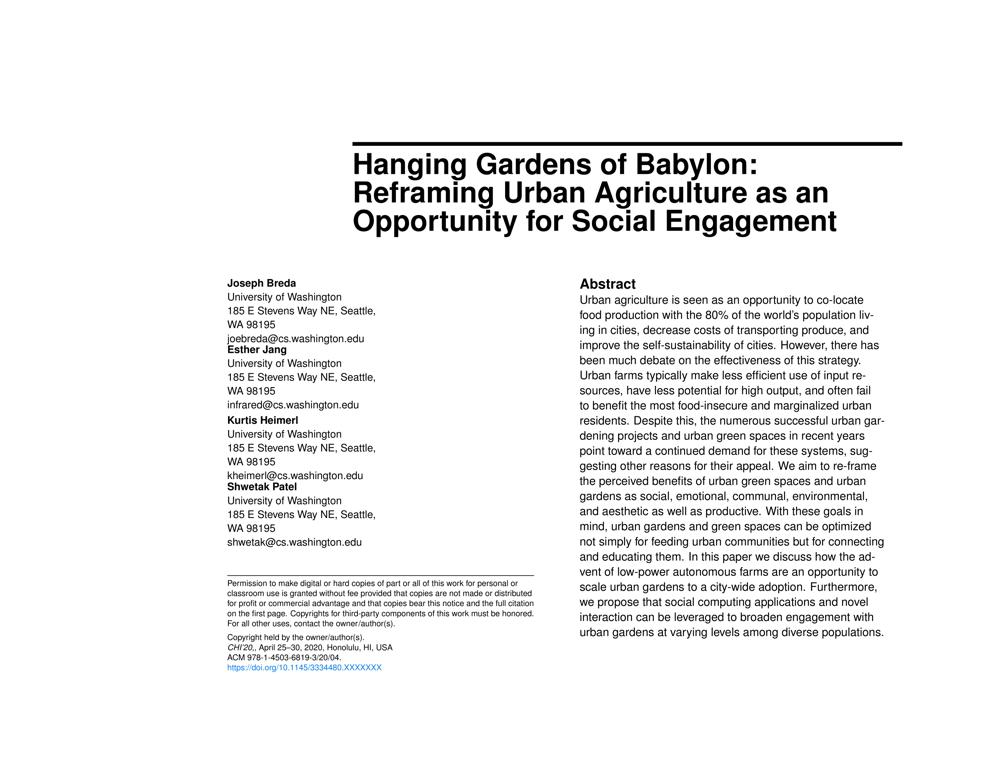 Hanging Gardens of Babylon:
Reframing Urban Agriculture as an
Opportunity for Social Engagement
Joseph Breda
University of Washington
185 E Stevens Way NE, Seattle,
WA 98195
joebreda@cs.washington.edu
Esther Jang
University of Washington
185 E Stevens Way NE, Seattle,
WA 98195
infrared@cs.washington.edu
Kurtis Heimerl
University of Washington
185 E Stevens Way NE, Seattle,
WA 98195
kheimerl@cs.washington.edu
Shwetak Patel
University of Washington
185 E Stevens Way NE, Seattle,
WA 98195
shwetak@cs.washington.edu
Permission to make digital or hard copies of part or all of this work for personal or
classroom use is granted without fee provided that copies are not made or distributed
for profit or commercial advantage and that copies bear this notice and the full citation
on the first page. Copyrights for third-party components of this work must be honored.
For all other uses, contact the owner/author(s).
Copyright held by the owner/author(s).
CHI'20,, April 25–30, 2020, Honolulu, HI, USA
ACM 978-1-4503-6819-3/20/04.
https://doi.org/10.1145/3334480.XXXXXXX
Abstract
Urban agriculture is seen as an opportunity to co-locate
food production with the 80% of the world's population liv-
ing in cities, decrease costs of transporting produce, and
improve the self-sustainability of cities. However, there has
been much debate on the effectiveness of this strategy.
Urban farms typically make less efficient use of input re-
sources, have less potential for high output, and often fail
to benefit the most food-insecure and marginalized urban
residents. Despite this, the numerous successful urban gar-
dening projects and urban green spaces in recent years
point toward a continued demand for these systems, sug-
gesting other reasons for their appeal. We aim to re-frame
the perceived benefits of urban green spaces and urban
gardens as social, emotional, communal, environmental,
and aesthetic as well as productive. With these goals in
mind, urban gardens and green spaces can be optimized
not simply for feeding urban communities but for connecting
and educating them. In this paper we discuss how the ad-
vent of low-power autonomous farms are an opportunity to
scale urban gardens to a city-wide adoption. Furthermore,
we propose that social computing applications and novel
interaction can be leveraged to broaden engagement with
urban gardens at varying levels among diverse populations.